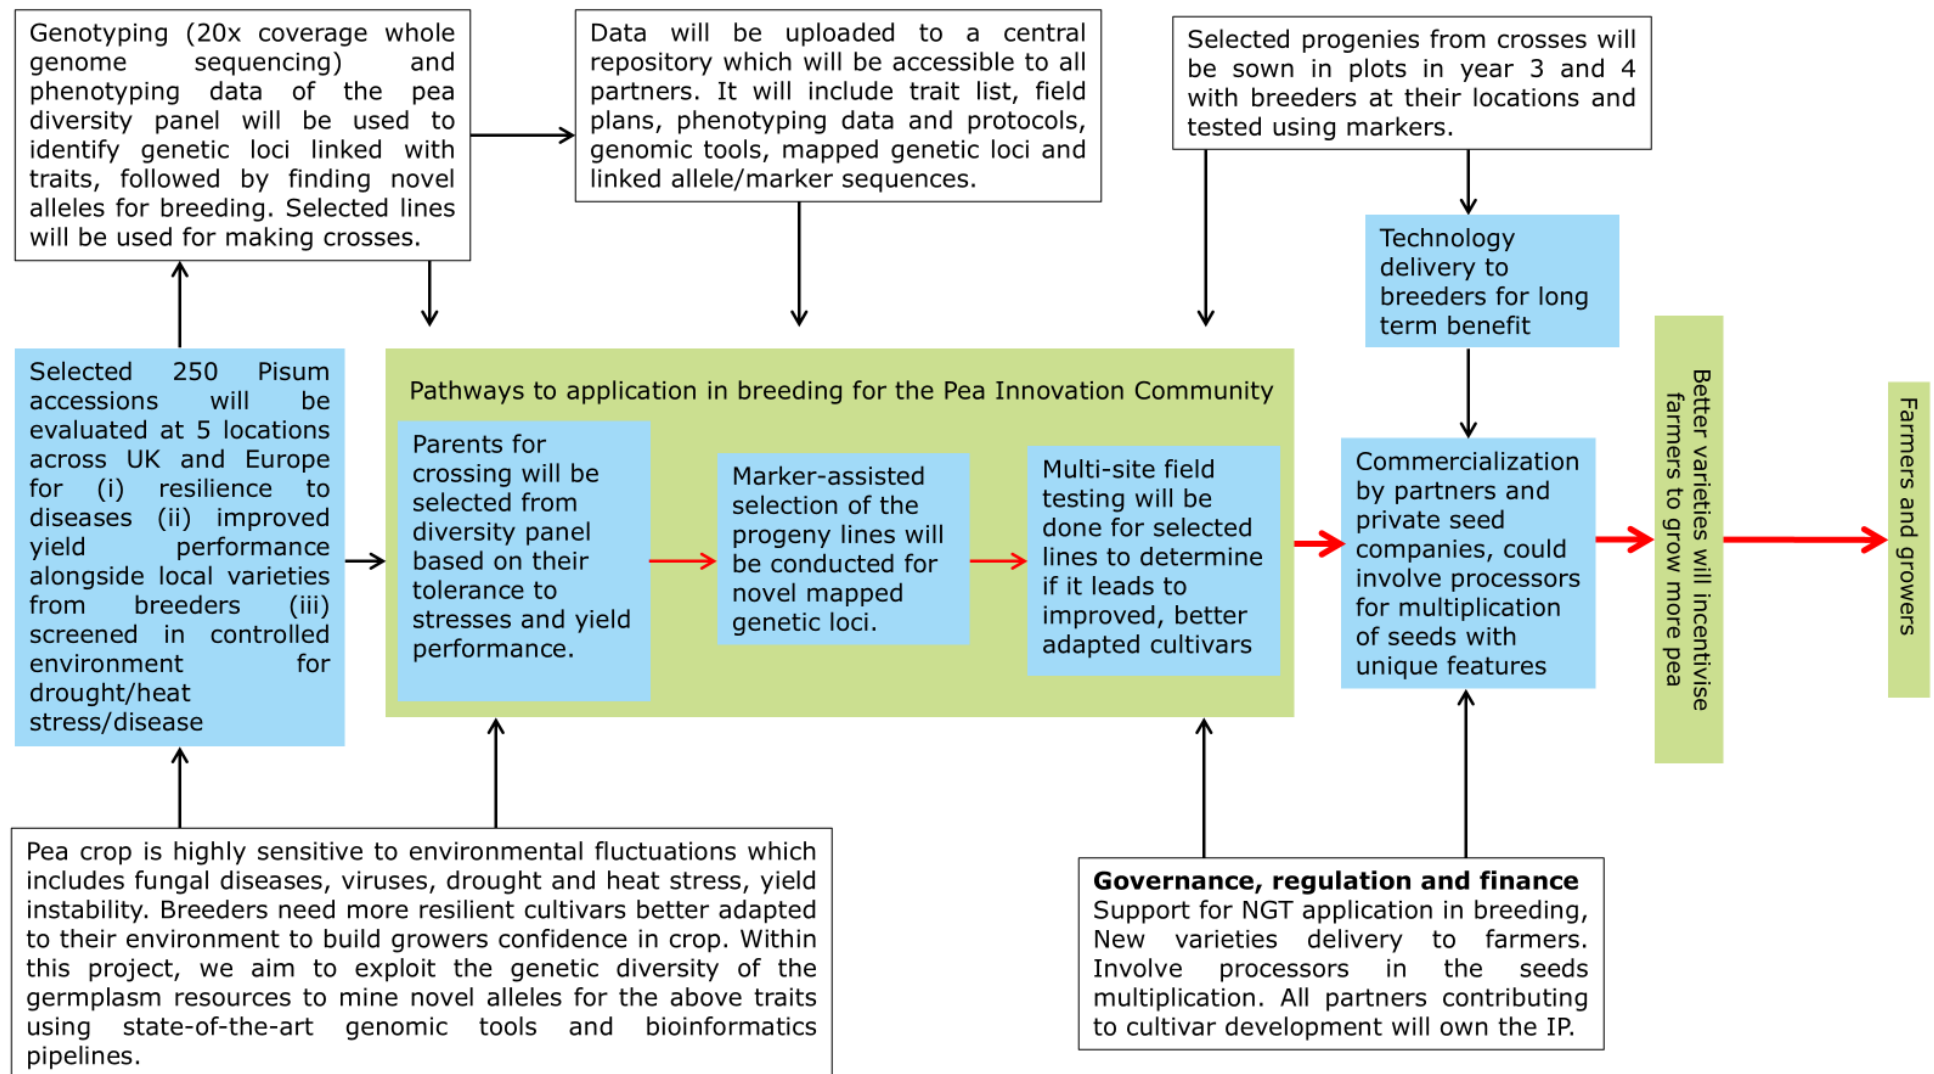 Genotyping (20x coverage whole
genome sequencing) and
phenotyping data of the pea
diversity panel will be used to
identify genetic loci linked with
traits, followed by finding novel
alleles for breeding. Selected lines
will be used for making crosses.
Data will be uploaded to a central
repository which will be accessible to all
partners. It will include trait list, field
plans, phenotyping data and protocols,
genomic tools, mapped genetic loci and
linked allele/marker sequences.
Selected progenies from crosses will
be sown in plots in year 3 and 4
with breeders at their locations and
tested using markers.
Technology
delivery to
breeders for long
term benefit
Selected 250 Pisum
accessions will be
evaluated at 5 locations
across UK and Europe
for (i) resilience to
diseases (ii) improved
yield performance
alongside local varieties
from breeders (iii)
screened in controlled
environment for
drought/heat
stress/disease
Pathways to application in breeding for the Pea Innovation Community
Parents for
crossing will be
selected from
diversity panel
based on their
tolerance to
stresses and yield
performance.
Marker-assisted
selection of the
progeny lines will
be conducted for
novel mapped
genetic loci.
Multi-site field
testing will be
done for selected
lines to determine
if it leads to
improved, better
adapted cultivars
Commercialization
by partners and
private seed
companies, could
involve processors
for multiplication
of seeds with
unique features
Better varieties will incentivise
farmers to grow more pea
Farmers and growers
Pea crop is highly sensitive to environmental fluctuations which
includes fungal diseases, viruses, drought and heat stress, yield
instability. Breeders need more resilient cultivars better adapted
to their environment to build growers confidence in crop. Within
this project, we aim to exploit the genetic diversity of the
germplasm resources to mine novel alleles for the above traits
using state-of-the-art genomic tools and bioinformatics
pipelines.
Governance, regulation and finance
Support for NGT application in breeding,
New varieties delivery to farmers.
Involve processors in the seeds
multiplication. All partners contributing
to cultivar development will own the IP.